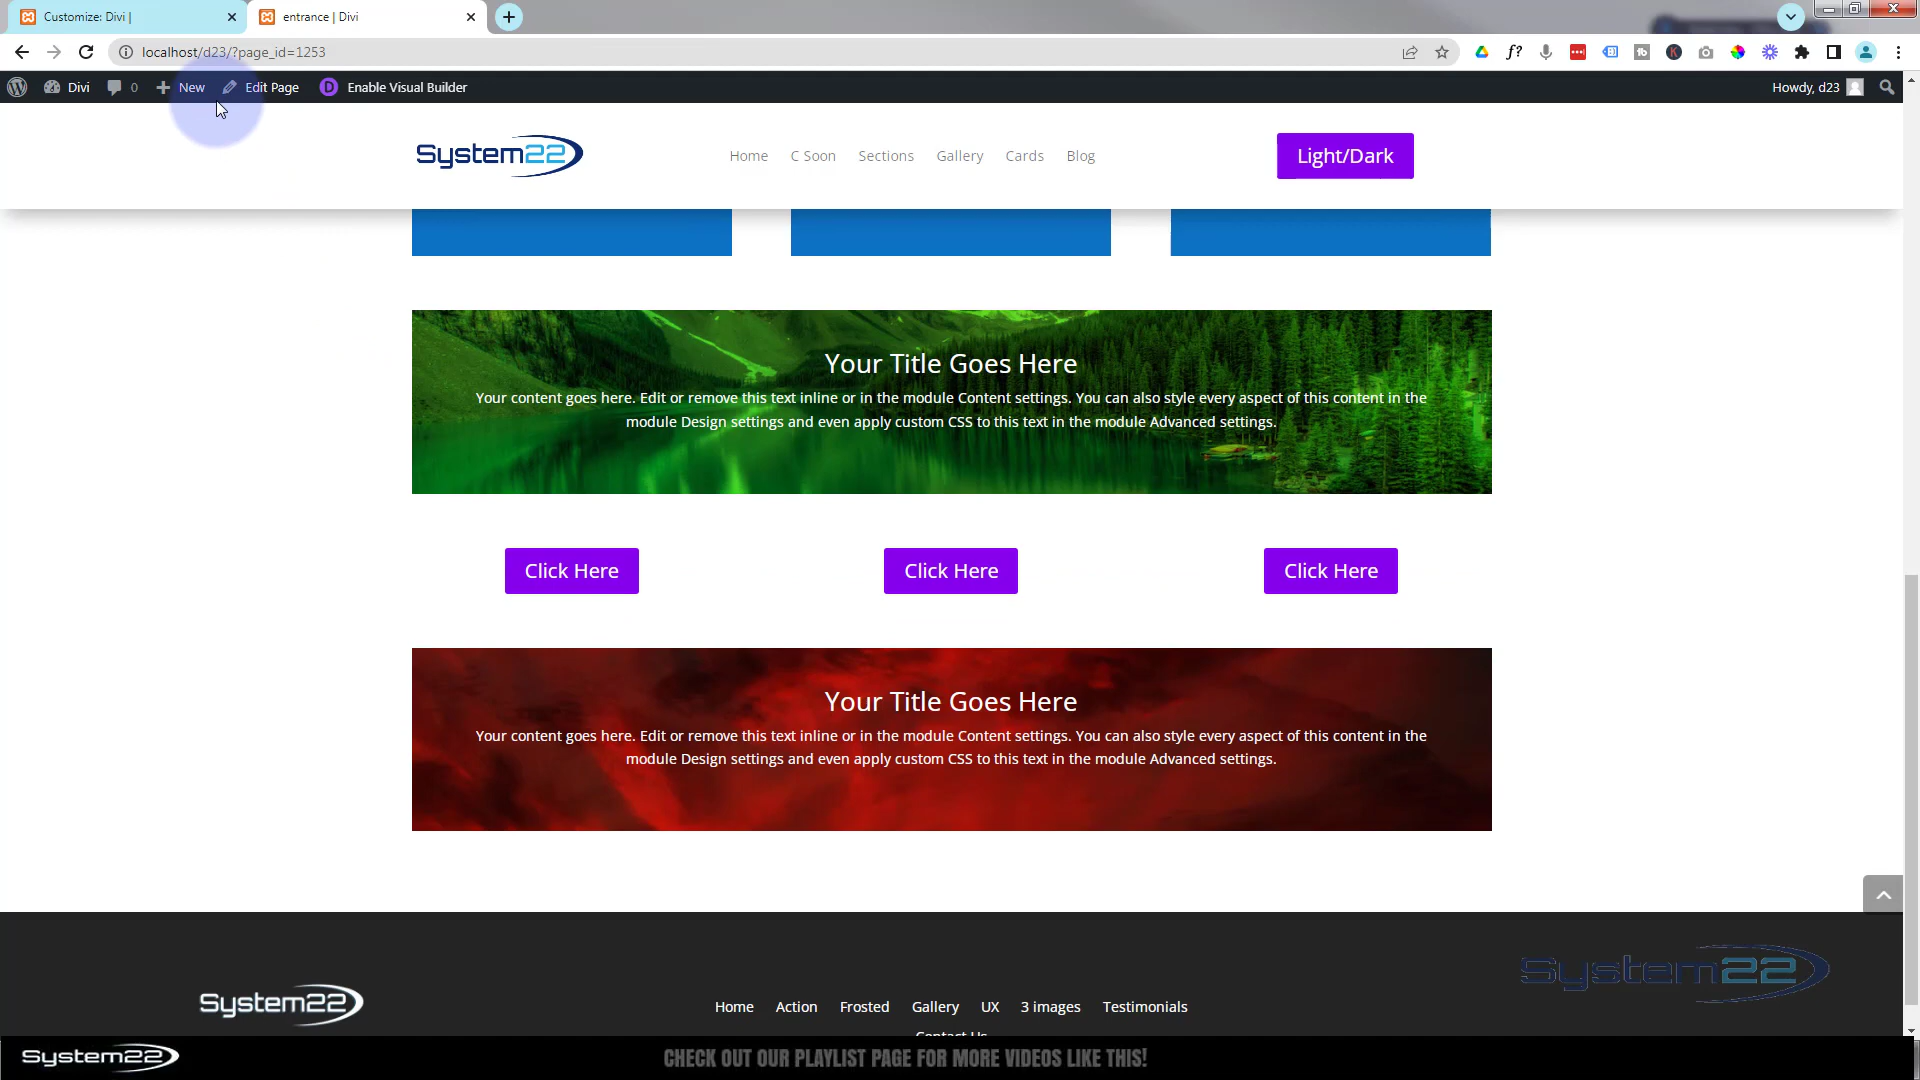 Customize: Divi |
entrance | Divi
localhost/d23/?page_id=1253
Divi 0 New Edit Page D Enable Visual Builder Howdy, d23
System22 Home C Soon Sections Gallery Cards Blog Light/Dark
Your Title Goes Here
Your content goes here. Edit or remove this text inline or in the module Content settings. You can also style every aspect of this content in the
module Design settings and even apply custom CSS to this text in the module Advanced settings.
Click Here Click Here Click Here
Your Title Goes Here
Your content goes here. Edit or remove this text inline or in the module Content settings. You can also style every aspect of this content in the
module Design settings and even apply custom CSS to this text in the module Advanced settings.
System22
System22 Home Action Frosted Gallery UX 3 images Testimonials
Contact Us
System22 CHECK OUT OUR PLAYLIST PAGE FOR MORE VIDEOS LIKE THIS!